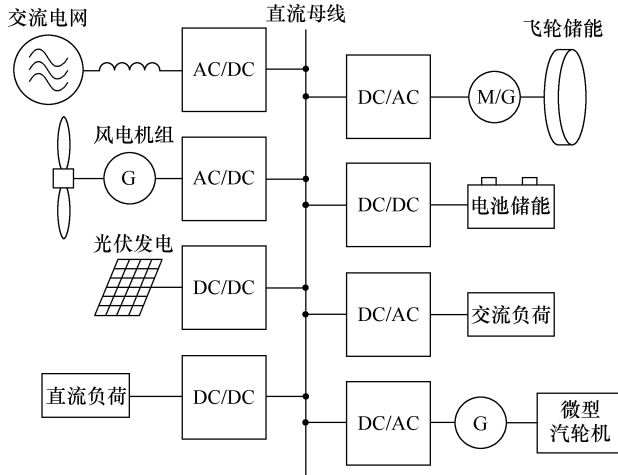 交流电网
直流母线
飞轮储能
AC/DC
DC/AC
M/G
风电机组
G
AC/DC
DC/DC
电池储能
光伏发电
DC/DC
DC/AC
交流负荷
直流负荷
DC/DC
DC/AC
G
微型
汽轮机